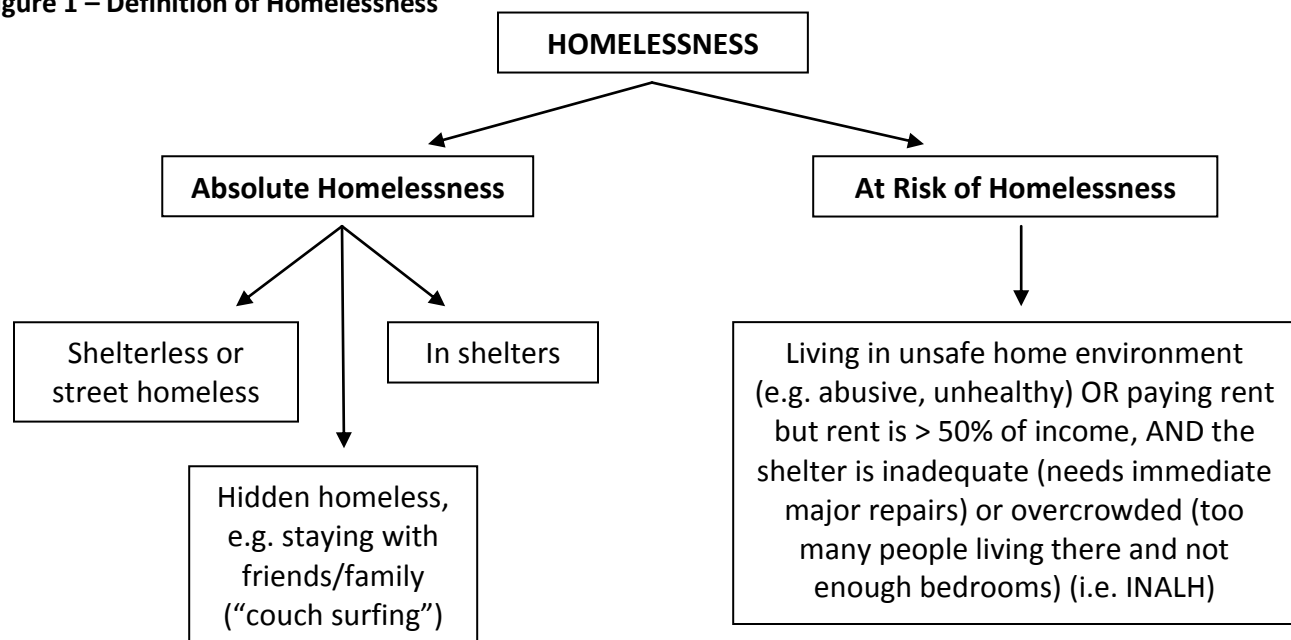 gure 1 – Definition of Homelessness
HOMELESSNESS
Absolute Homelessness
At Risk of Homelessness
Shelterless or
street homeless
In shelters
Hidden homeless,
e.g. staying with
friends/family
(“couch surfing”)
Living in unsafe home environment
(e.g. abusive, unhealthy) OR paying rent
but rent is > 50% of income, AND the
shelter is inadequate (needs immediate
major repairs) or overcrowded (too
many people living there and not
enough bedrooms) (i.e. INALH)